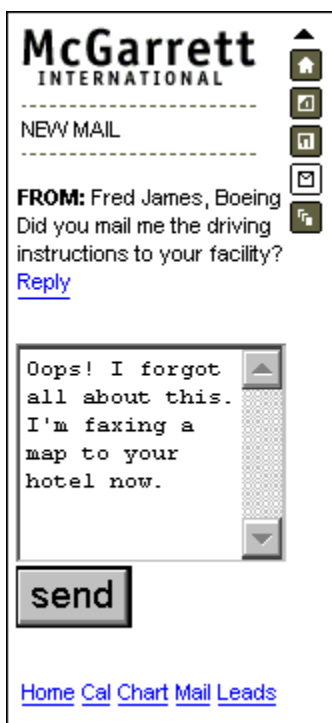 McGarrett
INTERNATIONAL
NEW MAIL
FROM: Fred James, Boeing
Did you mail me the driving
instructions to your facility?
Reply
Oops! I forgot
all about this.
I'm faxing a
map to your
hotel now.
send
Home Cal Chart Mail Leads